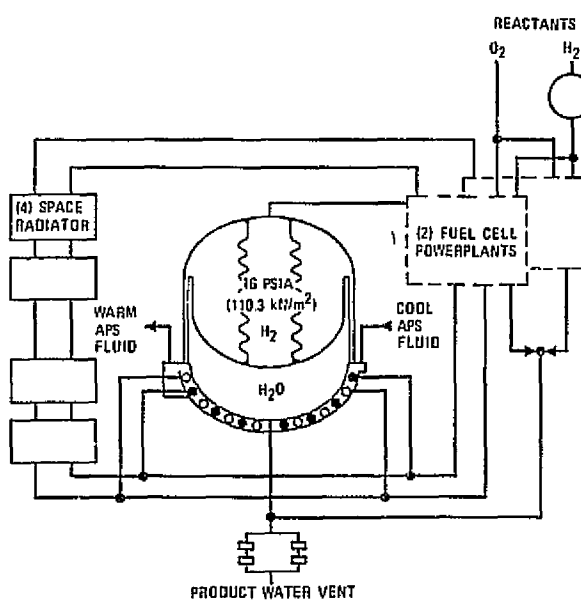 REACTANTS
O2 H2
(4) SPACE
RADIATOR
(2) FUEL CELL
POWERPLANTS
16 PSIA
(110.3 kN/m2)
H2
WARM
APS
FLUID
COOL
APS
FLUID
H2O
PRODUCT WATER VENT